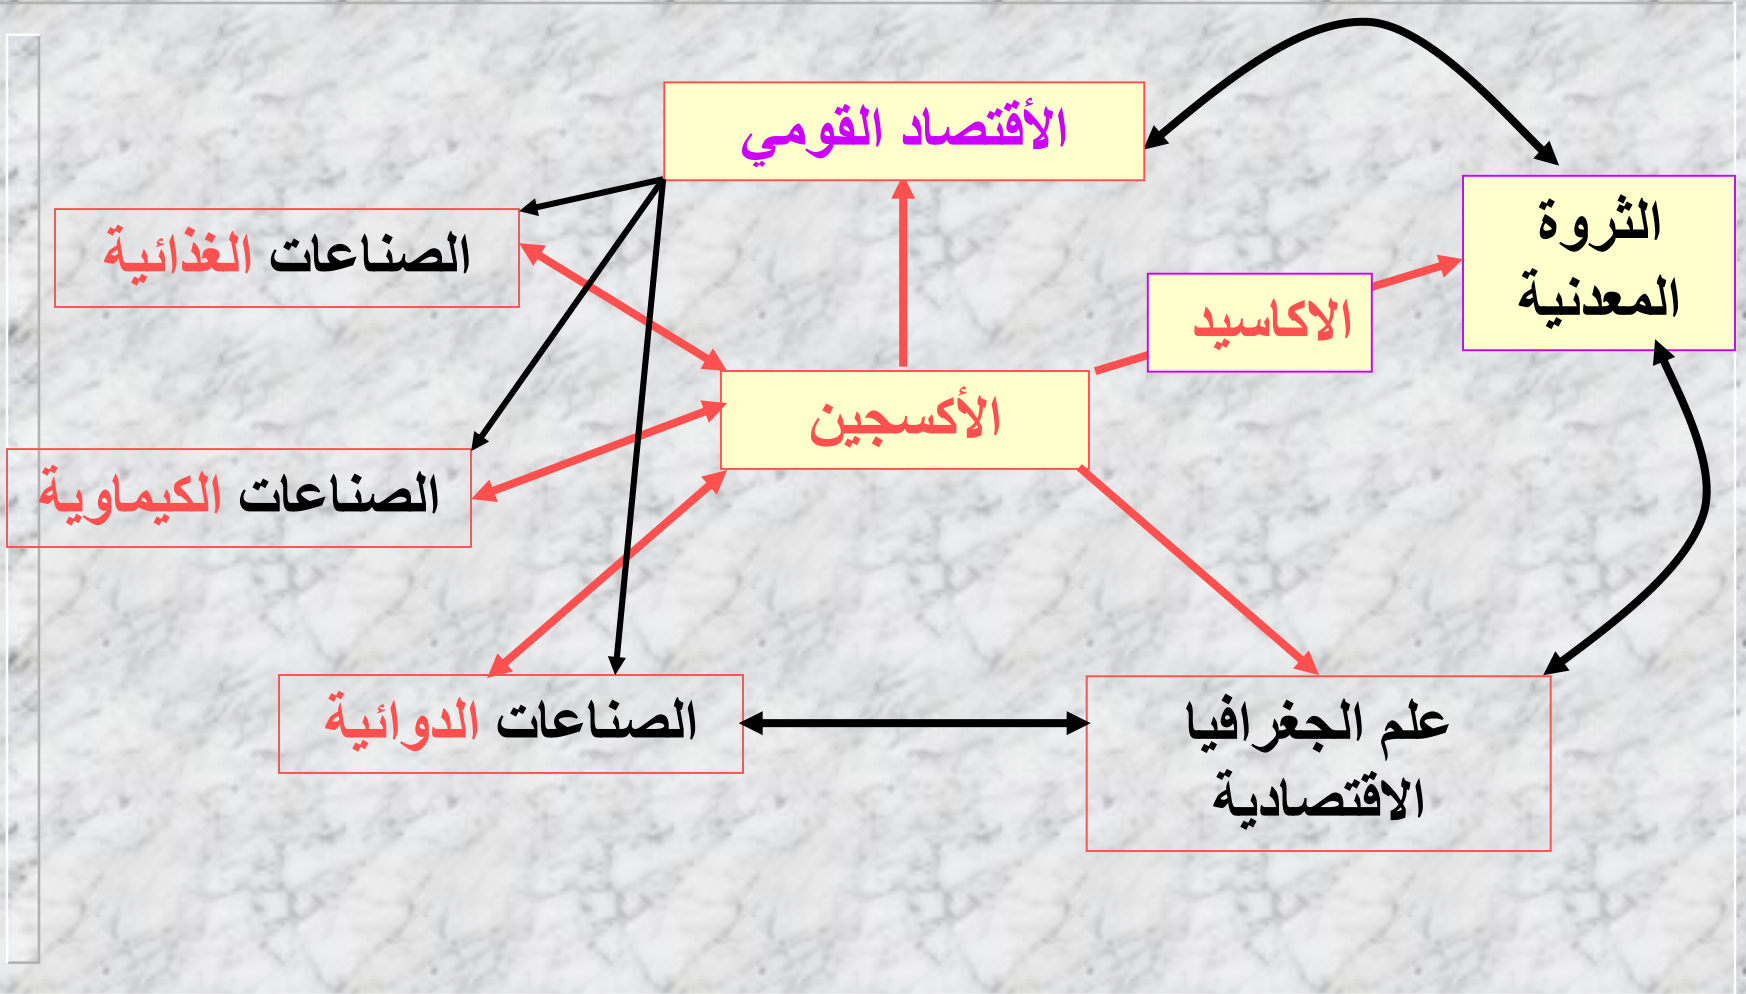 الأقتصاد القومي
الثروة
المعدنية
الصناعات الغذائية
الاكاسيد
الأكسجين
الصناعات الكيماوية
علم الجغرافيا
الاقتصادية
الصناعات الدوائية